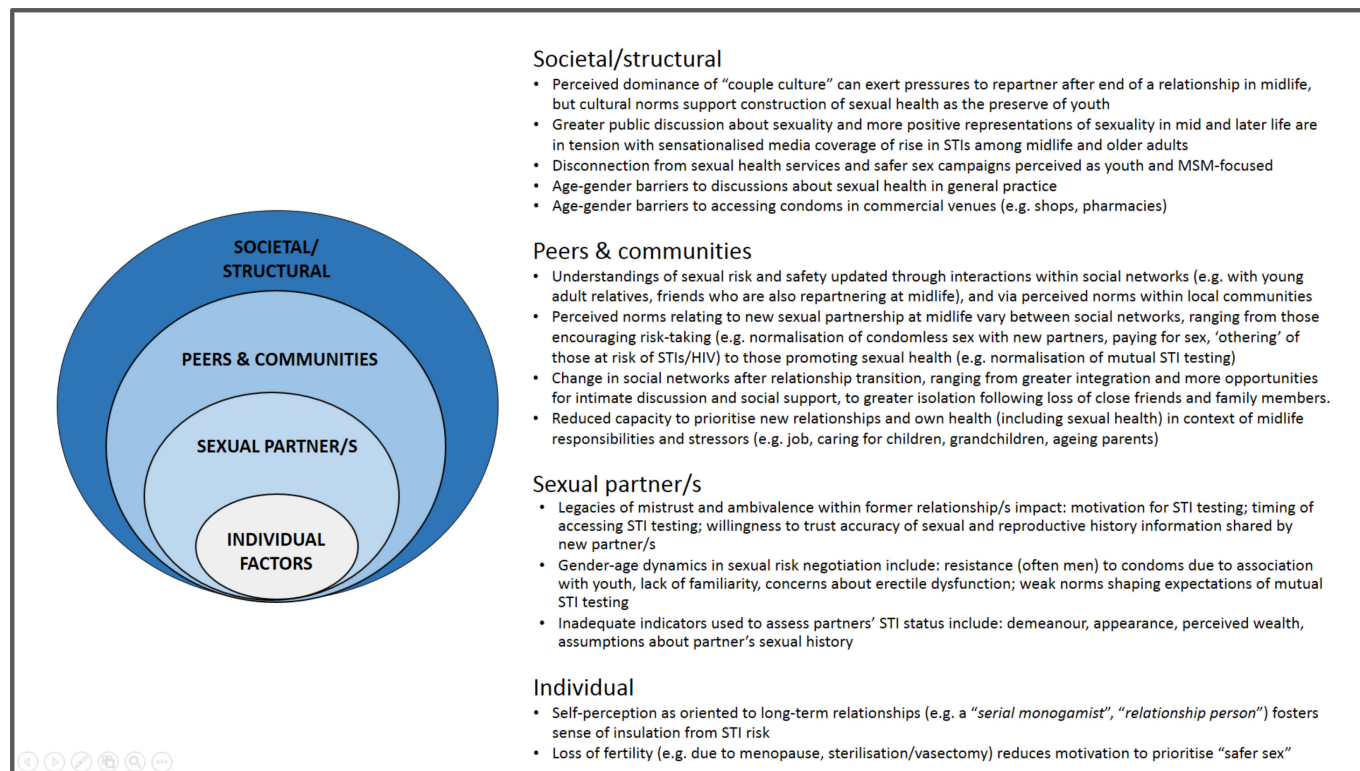 SOCIETAL/
STRUCTURAL
PEERS & COMMUNITIES
SEXUAL PARTNER/S
INDIVIDUAL
FACTORS
Societal/structural
• Perceived dominance of “couple culture” can exert pressures to repartner after end of a relationship in midlife,
but cultural norms support construction of sexual health as the preserve of youth
• Greater public discussion about sexuality and more positive representations of sexuality in mid and later life are
in tension with sensationalised media coverage of rise in STIs among midlife and older adults
• Disconnection from sexual health services and safer sex campaigns perceived as youth and MSM-focused
• Age-gender barriers to discussions about sexual health in general practice
• Age-gender barriers to accessing condoms in commercial venues (e.g. shops, pharmacies)
Peers & communities
• Understandings of sexual risk and safety updated through interactions within social networks (e.g. with young
adult relatives, friends who are also repartnering at midlife), and via perceived norms within local communities
• Perceived norms relating to new sexual partnership at midlife vary between social networks, ranging from those
encouraging risk-taking (e.g. normalisation of condomless sex with new partners, paying for sex, ‘othering’ of
those at risk of STIs/HIV) to those promoting sexual health (e.g. normalisation of mutual STI testing)
• Change in social networks after relationship transition, ranging from greater integration and more opportunities
for intimate discussion and social support, to greater isolation following loss of close friends and family members.
• Reduced capacity to prioritise new relationships and own health (including sexual health) in context of midlife
responsibilities and stressors (e.g. job, caring for children, grandchildren, ageing parents)
Sexual partner/s
• Legacies of mistrust and ambivalence within former relationship/s impact: motivation for STI testing; timing of
accessing STI testing; willingness to trust accuracy of sexual and reproductive history information shared by
new partner/s
• Gender-age dynamics in sexual risk negotiation include: resistance (often men) to condoms due to association
with youth, lack of familiarity, concerns about erectile dysfunction; weak norms shaping expectations of mutual
STI testing
• Inadequate indicators used to assess partners’ STI status include: demeanour, appearance, perceived wealth,
assumptions about partner’s sexual history
Individual
• Self-perception as oriented to long-term relationships (e.g. a “serial monogamist”, “relationship person”) fosters
sense of insulation from STI risk
• Loss of fertility (e.g. due to menopause, sterilisation/vasectomy) reduces motivation to prioritise “safer sex”